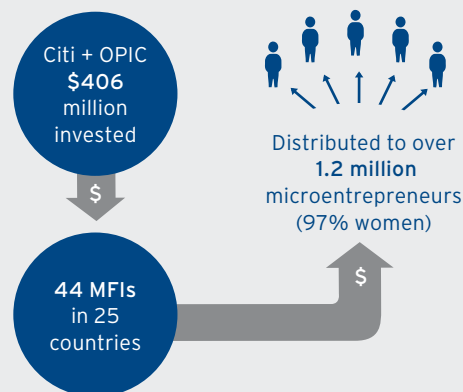 Citi + OPIC
$406
million
invested
$
44 MFIs
in 25
countries
$
Distributed to over
1.2 million
microentrepreneurs
(97% women)